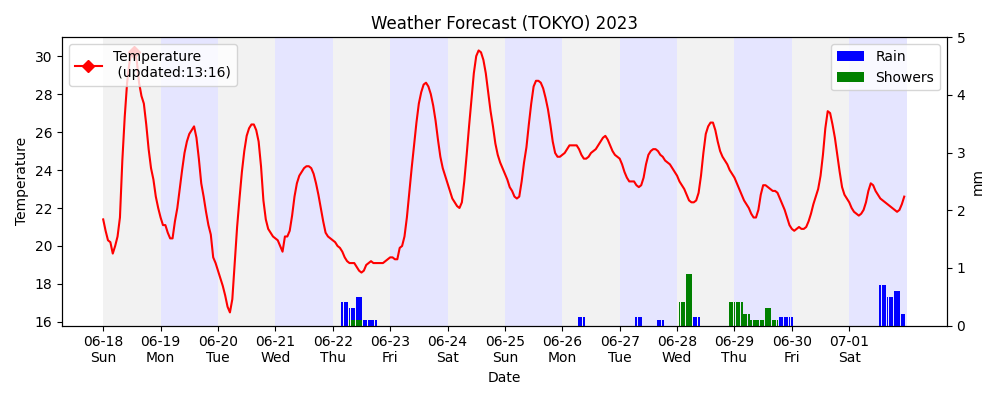 Weather Forecast (TOKYO) 2023
Temperature
(updated:13:16)
Rain
Showers
Temperature
30
28
26
24
22
20
18
16
5
4
3
2
1
0
mm
06-18 06-19 06-20 06-21 06-22 06-23 06-24 06-25 06-26 06-27 06-28 06-29 06-30 07-01
Sun Mon Tue Wed Thu Fri Sat Sun Mon Tue Wed Thu Fri Sat
Date